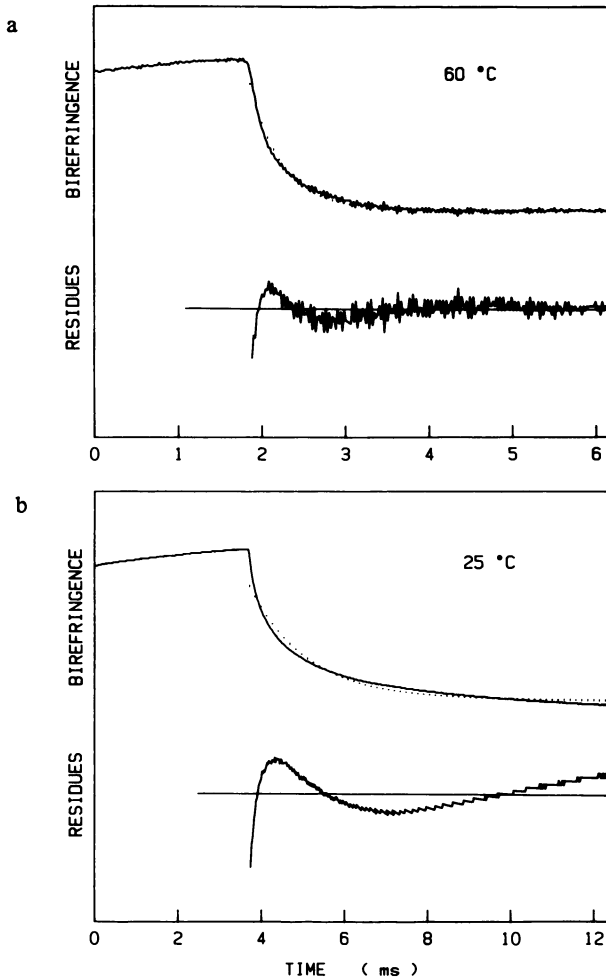 a
BIREFRINGENCE
60 °C
RESIDUES
0 1 2 3 4 5 6
b
BIREFRINGENCE
25 °C
RESIDUES
0 2 4 6 8 10 12
TIME ( ms )